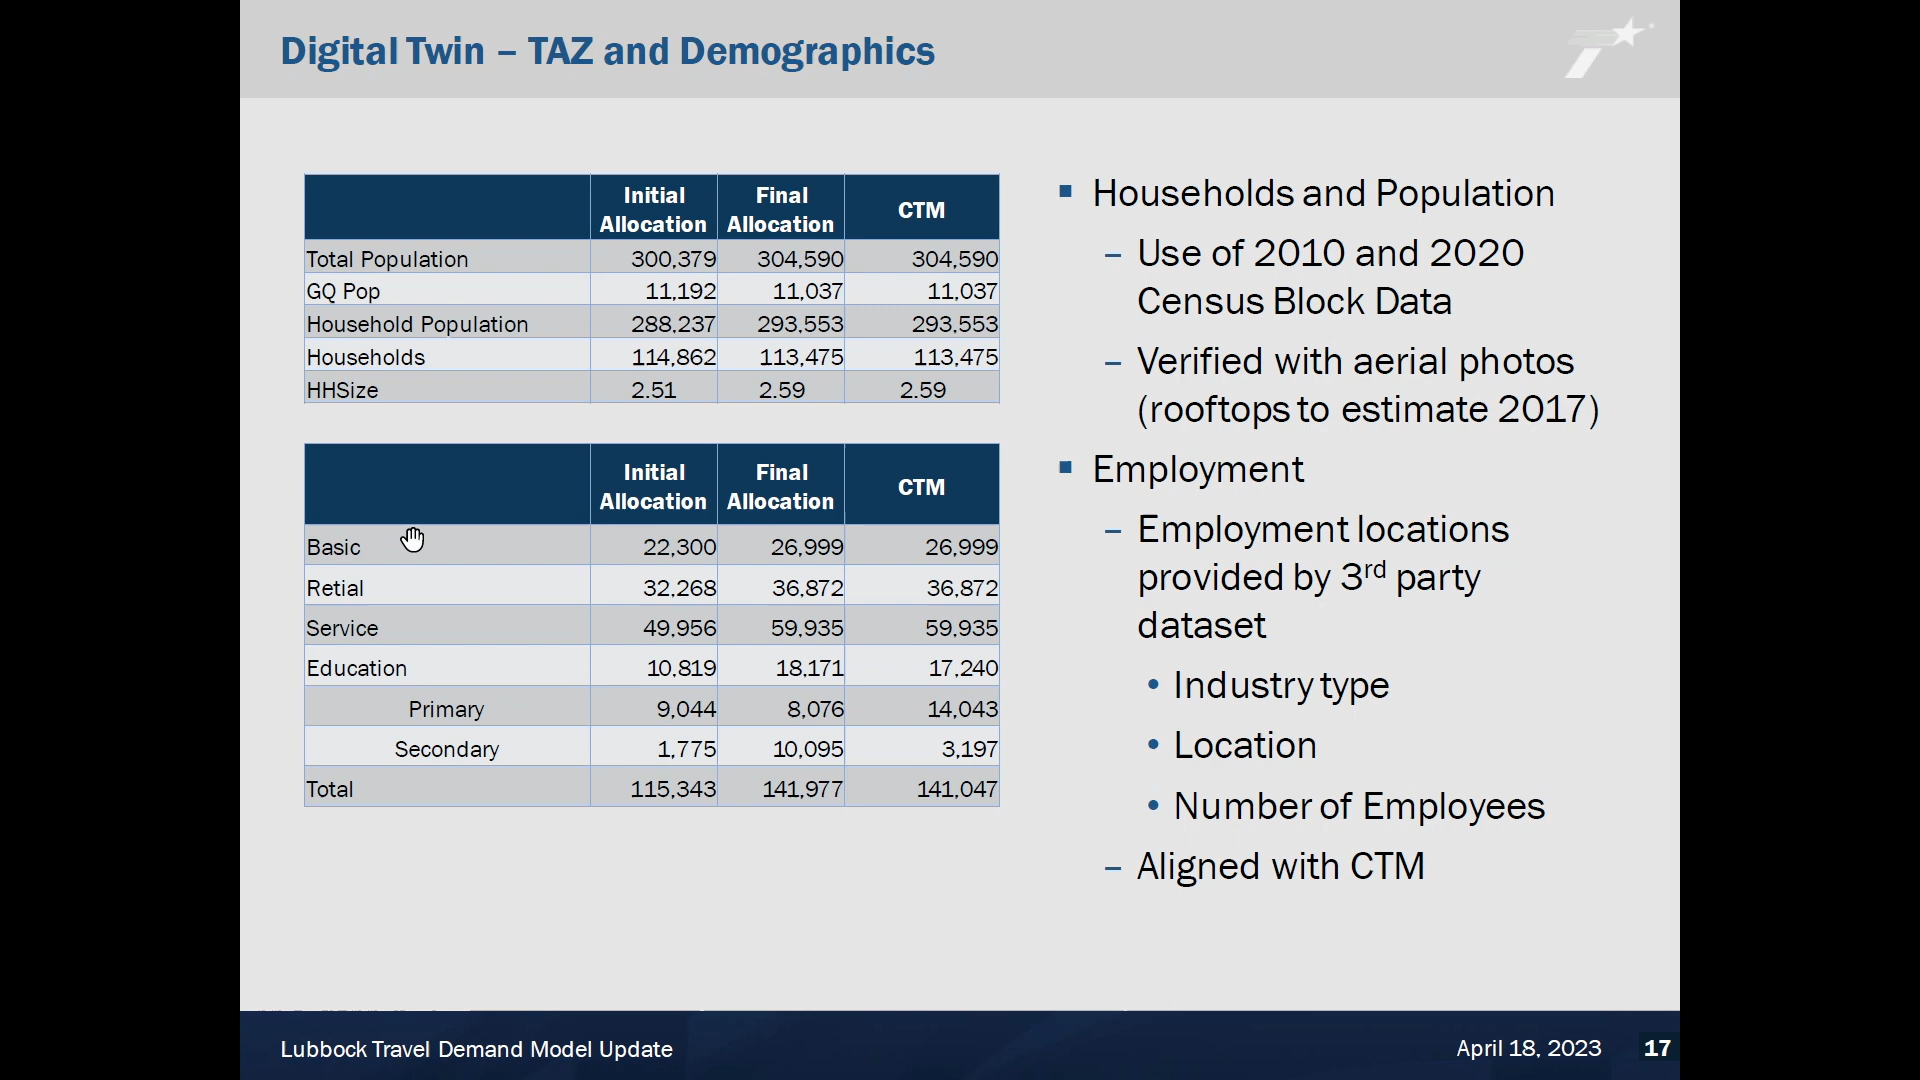 Digital Twin – TAZ and Demographics
Initial Allocation Final Allocation CTM
Total Population 300,379 304,590 304,590
GQ Pop 11,192 11,037 11,037
Household Population 288,237 293,553 293,553
Households 114,862 113,475 113,475
HHSize 2.51 2.59 2.59
Initial Allocation Final Allocation CTM
Basic 22,300 26,999 26,999
Retial 32,268 36,872 36,872
Service 49,956 59,935 59,935
Education 10,819 18,171 17,240
Primary 9,044 8,076 14,043
Secondary 1,775 10,095 3,197
Total 115,343 141,977 141,047
▪ Households and Population
– Use of 2010 and 2020
Census Block Data
– Verified with aerial photos
(rooftops to estimate 2017)
▪ Employment
– Employment locations
provided by 3rd party
dataset
• Industry type
• Location
• Number of Employees
– Aligned with CTM
Lubbock Travel Demand Model Update
April 18, 2023 17